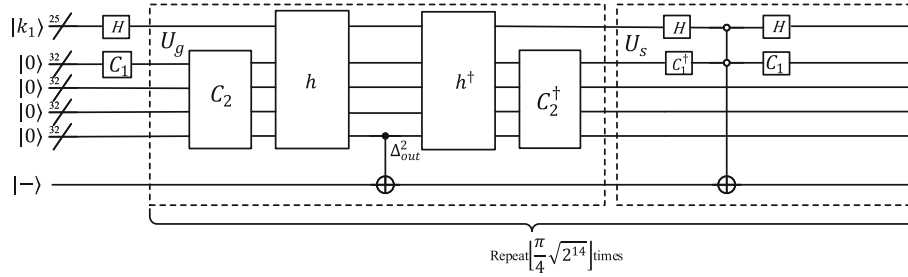 |k₁⟩ 25 H H H
U_g U_s
|0⟩ 32 C₁ C₂ h h† C₂† C₁† C₁
|0⟩ 32
|0⟩ 32
|0⟩ 32 Δ²_out
|−⟩
Repeat⌊π/4 √2¹⁴⌋times